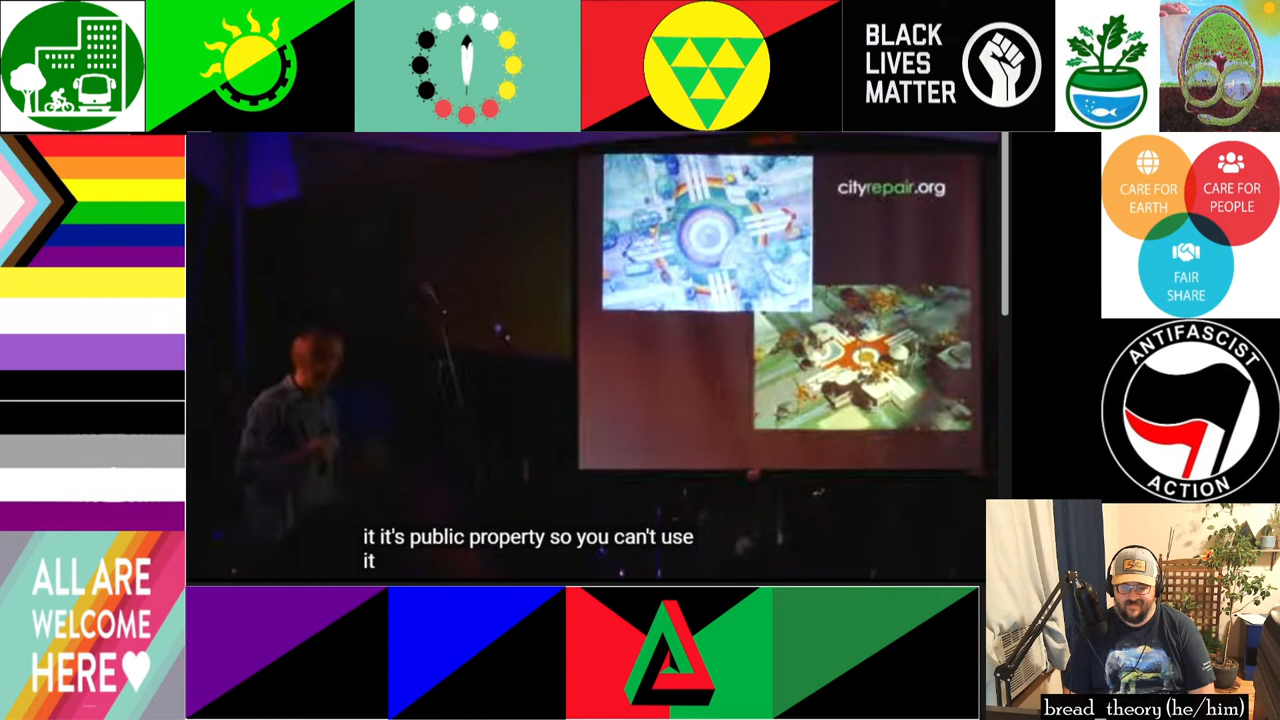 BLACK
LIVES
MATTER
cityrepair.org
CARE FOR
EARTH
CARE FOR
PEOPLE
FAIR
SHARE
ANTIFASCIST
ACTION
it it's public property so you can't use
it
ALL ARE
WELCOME
HERE
bread_theory (he/him)